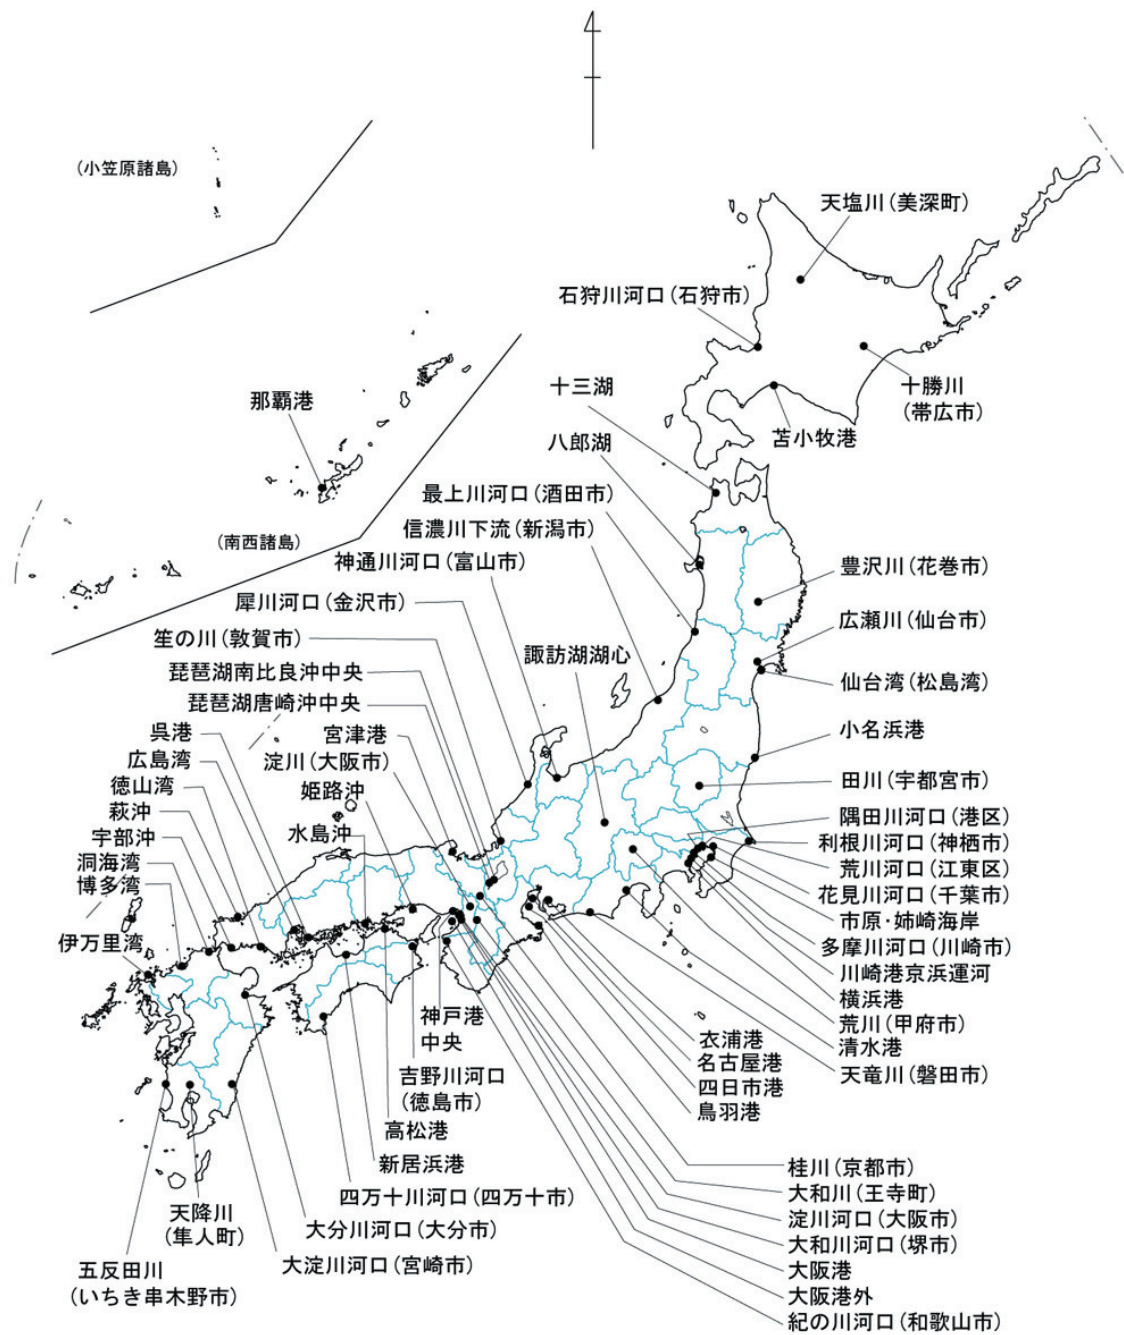 4
(小笠原諸島)
天塩川(美深町)
石狩川河口(石狩市)
十勝川
(帯広市)
苫小牧港
十三湖
八郎湖
那覇港
最上川河口(酒田市)
信濃川下流(新潟市)
(南西諸島)
神通川河口(富山市)
豊沢川(花巻市)
犀川河口(金沢市)
広瀬川(仙台市)
笙の川(敦賀市)
諏訪湖湖心
琵琶湖南比良沖中央
仙台湾(松島湾)
琵琶湖唐崎沖中央
小名浜港
呉港
宮津港
広島湾
淀川(大阪市)
田川(宇都宮市)
徳山湾
姫路沖
萩沖
隅田川河口(港区)
宇部沖
水島沖
利根川河口(神栖市)
洞海湾
荒川河口(江東区)
博多湾
花見川河口(千葉市)
市原・姉崎海岸
伊万里湾
多摩川河口(川崎市)
川崎港京浜運河
横浜港
神戸港
中央
荒川(甲府市)
衣浦港
清水港
名古屋港
天竜川(磐田市)
吉野川河口
(徳島市)
四日市港
鳥羽港
高松港
新居浜港
桂川(京都市)
四万十川河口(四万十市)
大和川(王寺町)
天降川
(隼人町)
大分川河口(大分市)
淀川河口(大阪市)
大和川河口(堺市)
大淀川河口(宮崎市)
五反田川
(いちき串木野市)
大阪港
大阪港外
紀の川河口(和歌山市)